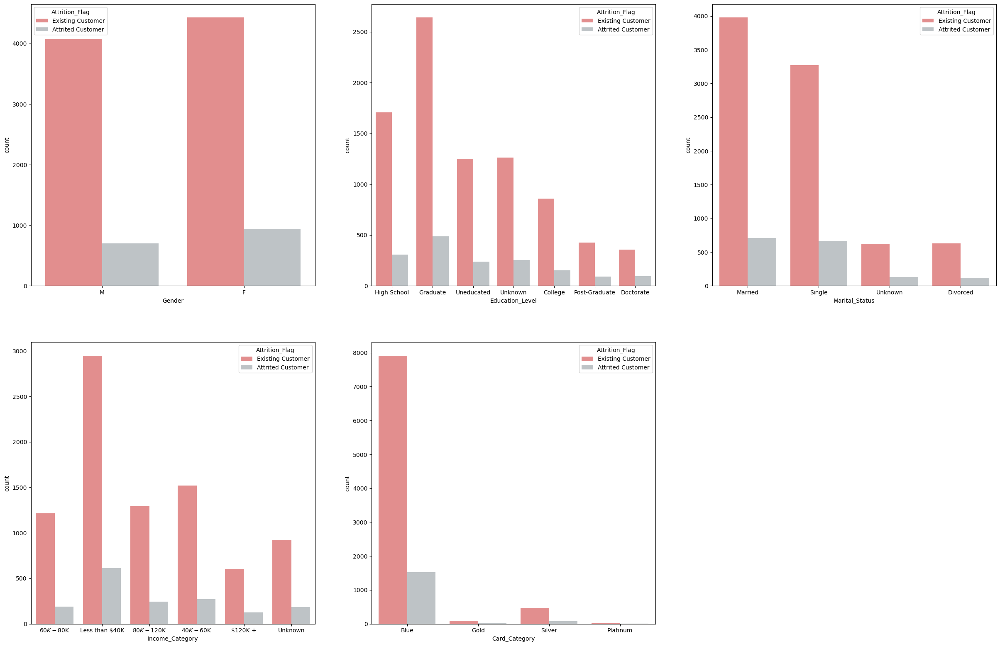 Attrition_Flag
Existing Customer
Attrited Customer
4000
3000
2000
1000
0
count
M F
Gender
Attrition_Flag
Existing Customer
Attrited Customer
2500
2000
1500
1000
500
0
count
High School Graduate Uneducated Unknown College Post-Graduate Doctorate
Education_Level
Attrition_Flag
Existing Customer
Attrited Customer
4000
3500
3000
2500
2000
1500
1000
500
0
count
Married Single Unknown Divorced
Marital_Status
Attrition_Flag
Existing Customer
Attrited Customer
3000
2500
2000
1500
1000
500
0
count
60K − 80K Less than $40K 80K − 120K 40K − 60K $120K + Unknown
Income_Category
Attrition_Flag
Existing Customer
Attrited Customer
8000
7000
6000
5000
4000
3000
2000
1000
0
count
Blue Gold Silver Platinum
Card_Category